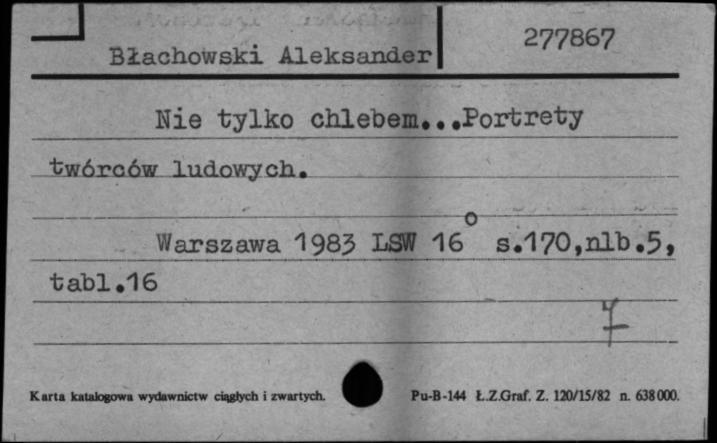 Błachowski Aleksander 277867
Nie tylko chlebem...Portrety
twórców ludowych.
Warszawa 1983 LSW 16° s.170,nlb.5,
tabl.16
7
Karta katalogowa wydawnictw ciągłych i zwartych. Pu-B-144 Ł.Z.Graf. Z. 120/15/82 n. 638000.